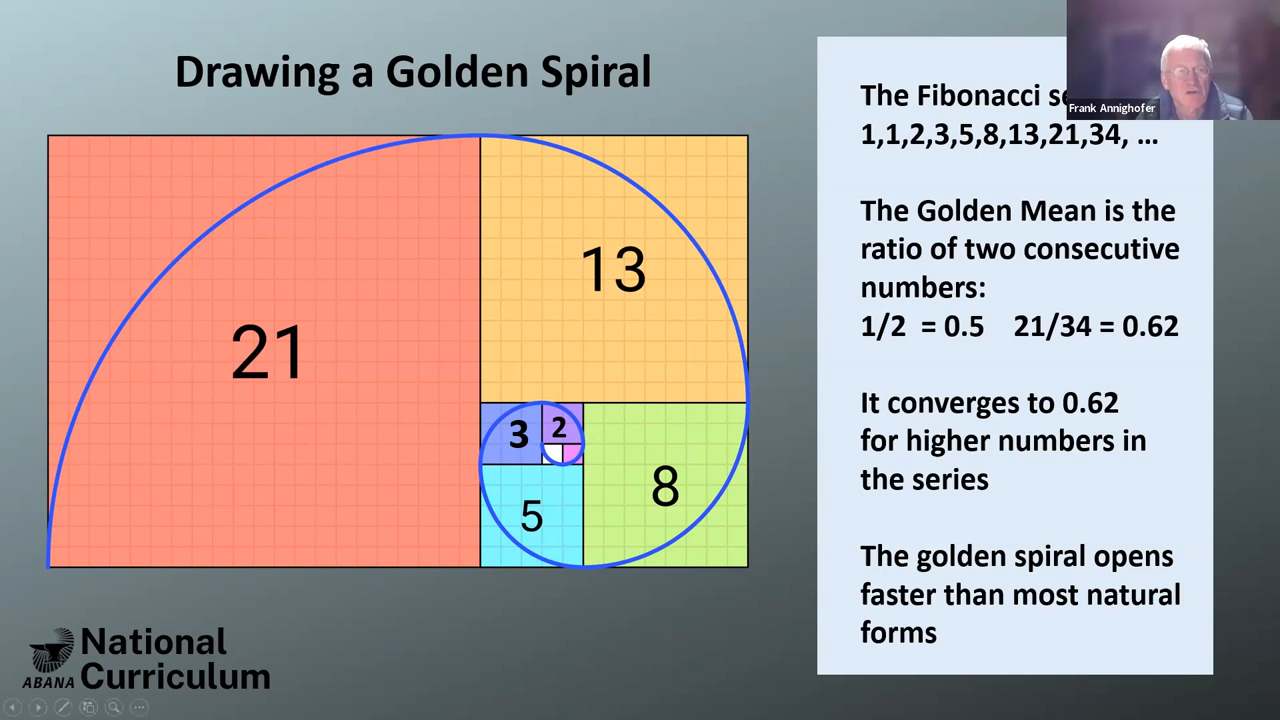 Drawing a Golden Spiral
21
13
3
2
8
5
The Fibonacci
1,1,2,3,5,8,13,21,34, ...
The Golden Mean is the
ratio of two consecutive
numbers:
1/2 = 0.5 21/34 = 0.62
It converges to 0.62
for higher numbers in
the series
The golden spiral opens
faster than most natural
forms
Frank Annighofer
National
Curriculum
ABANA